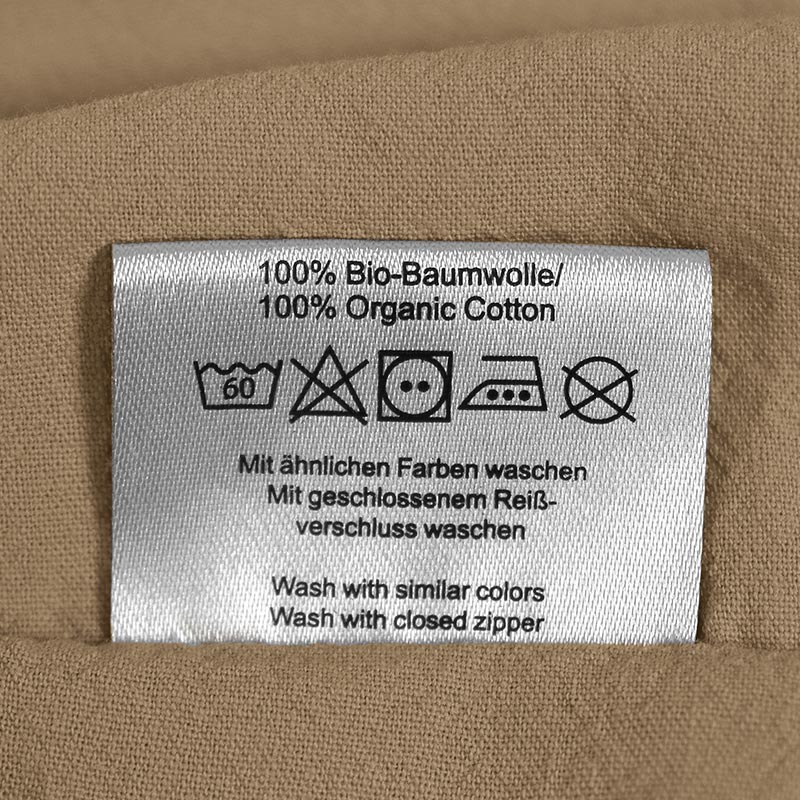 100% Bio-Baumwolle/
100% Organic Cotton
60
Mit ähnlichen Farben waschen
Mit geschlossenem Reiß-
verschluss waschen
Wash with similar colors
Wash with closed zipper